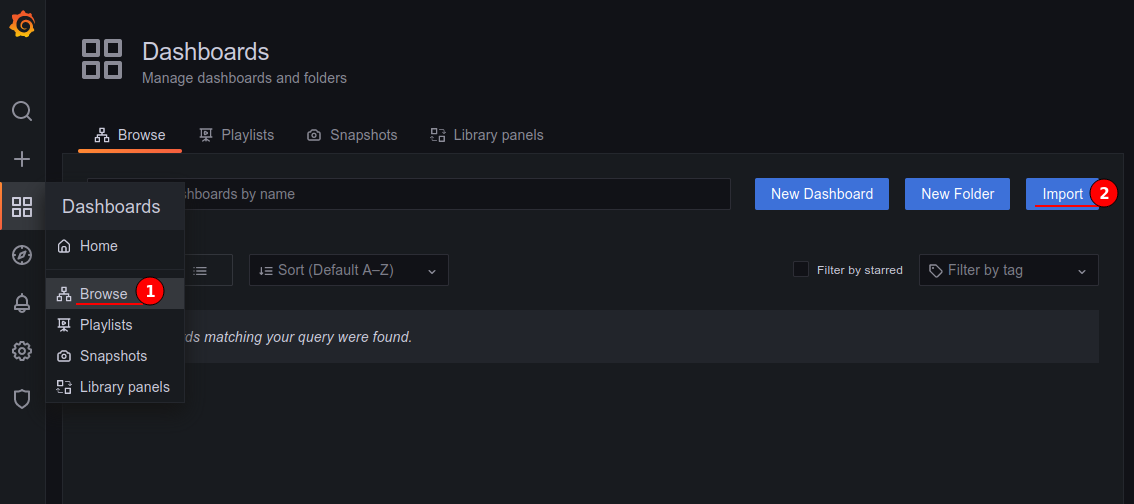 Dashboards
Manage dashboards and folders
Browse
Playlists
Snapshots
Library panels
by name
New Dashboard
New Folder
Import
2
Dashboards
Home
Browse
1
Playlists
Snapshots
Library panels
Sort (Default A–Z)
Filter by starred
Filter by tag
matching your query were found.